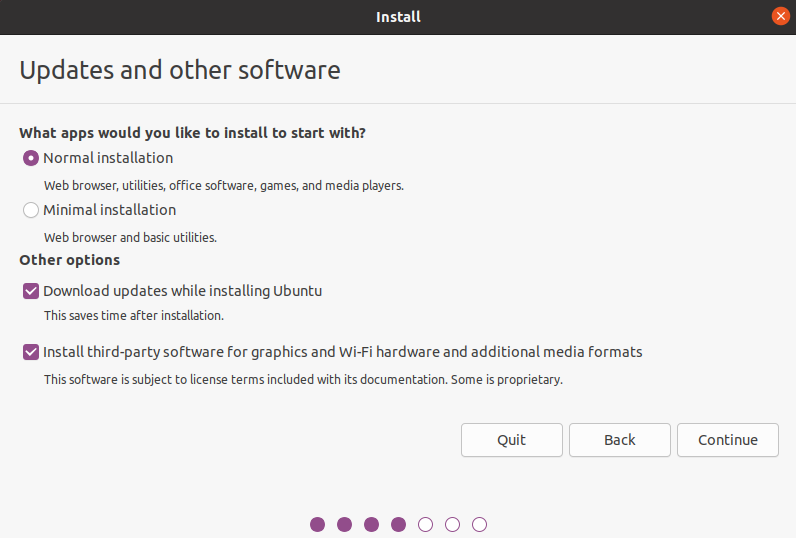 Install
Updates and other software
What apps would you like to install to start with?
Normal installation
Web browser, utilities, office software, games, and media players.
Minimal installation
Web browser and basic utilities.
Other options
Download updates while installing Ubuntu
This saves time after installation.
Install third-party software for graphics and Wi-Fi hardware and additional media formats
This software is subject to license terms included with its documentation. Some is proprietary.
Quit
Back
Continue